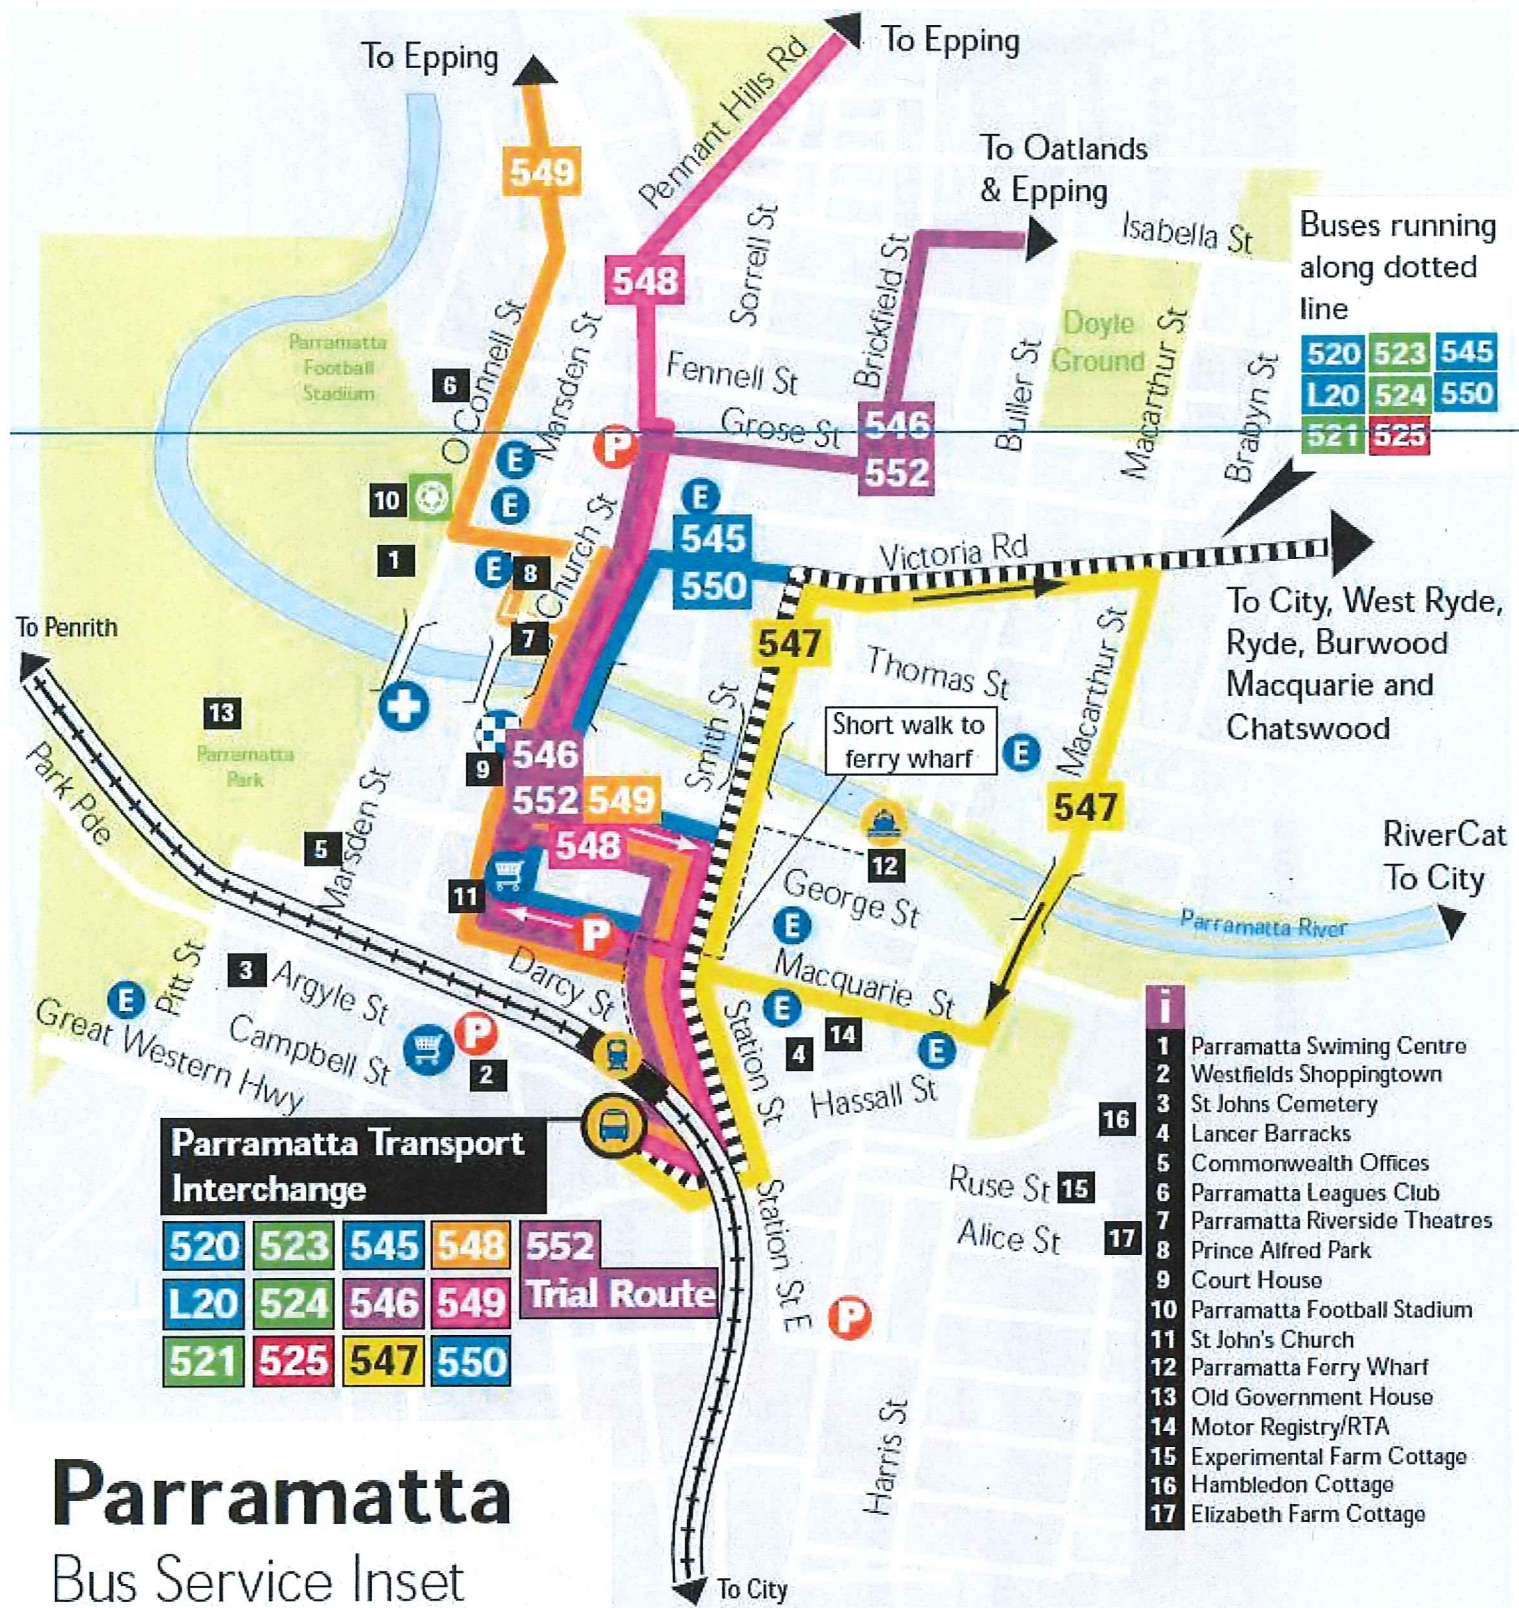 To Epping
To Epping
549
Pennant Hills Rd
To Oatlands
& Epping
Isabella St
Buses running
along dotted
line
520 523 545
L20 524 550
521 525
548
Sorrell St
Brickfield St
O'Connell St
Marsden St
Parramatta
Football
Stadium
Doyle
Ground
Macarthur St
Buller St
Brabyn St
6
Fennell St
Grose St
546
552
P
E
E
E
E
10
1
8
7
Church St
545
550
Victoria Rd
To City, West Ryde,
Ryde, Burwood
Macquarie and
Chatswood
To Penrith
547
Thomas St
Macarthur St
Smith St
Short walk to
ferry wharf
E
13
Parramatta
Park
Park Pde
9
546
552 549
548
547
12
5
Marsden St
11
RiverCat
To City
George St
E
P
Parramatta River
Darcy St
Macquarie St
3
Argyle St
Pitt St
E
Great Western Hwy
Campbell St
P
2
Station St
E
4
14
E
Hassall St
16
Ruse St
15
Alice St
17
Parramatta Transport
Interchange
520 523 545 548 552
L20 524 546 549 Trial Route
521 525 547 550
Station St E
P
Harris St
To City
i
1 Parramatta Swiming Centre
2 Westfields Shoppingtown
3 St Johns Cemetery
4 Lancer Barracks
5 Commonwealth Offices
6 Parramatta Leagues Club
7 Parramatta Riverside Theatres
8 Prince Alfred Park
9 Court House
10 Parramatta Football Stadium
11 St John's Church
12 Parramatta Ferry Wharf
13 Old Government House
14 Motor Registry/RTA
15 Experimental Farm Cottage
16 Hambledon Cottage
17 Elizabeth Farm Cottage
Parramatta
Bus Service Inset